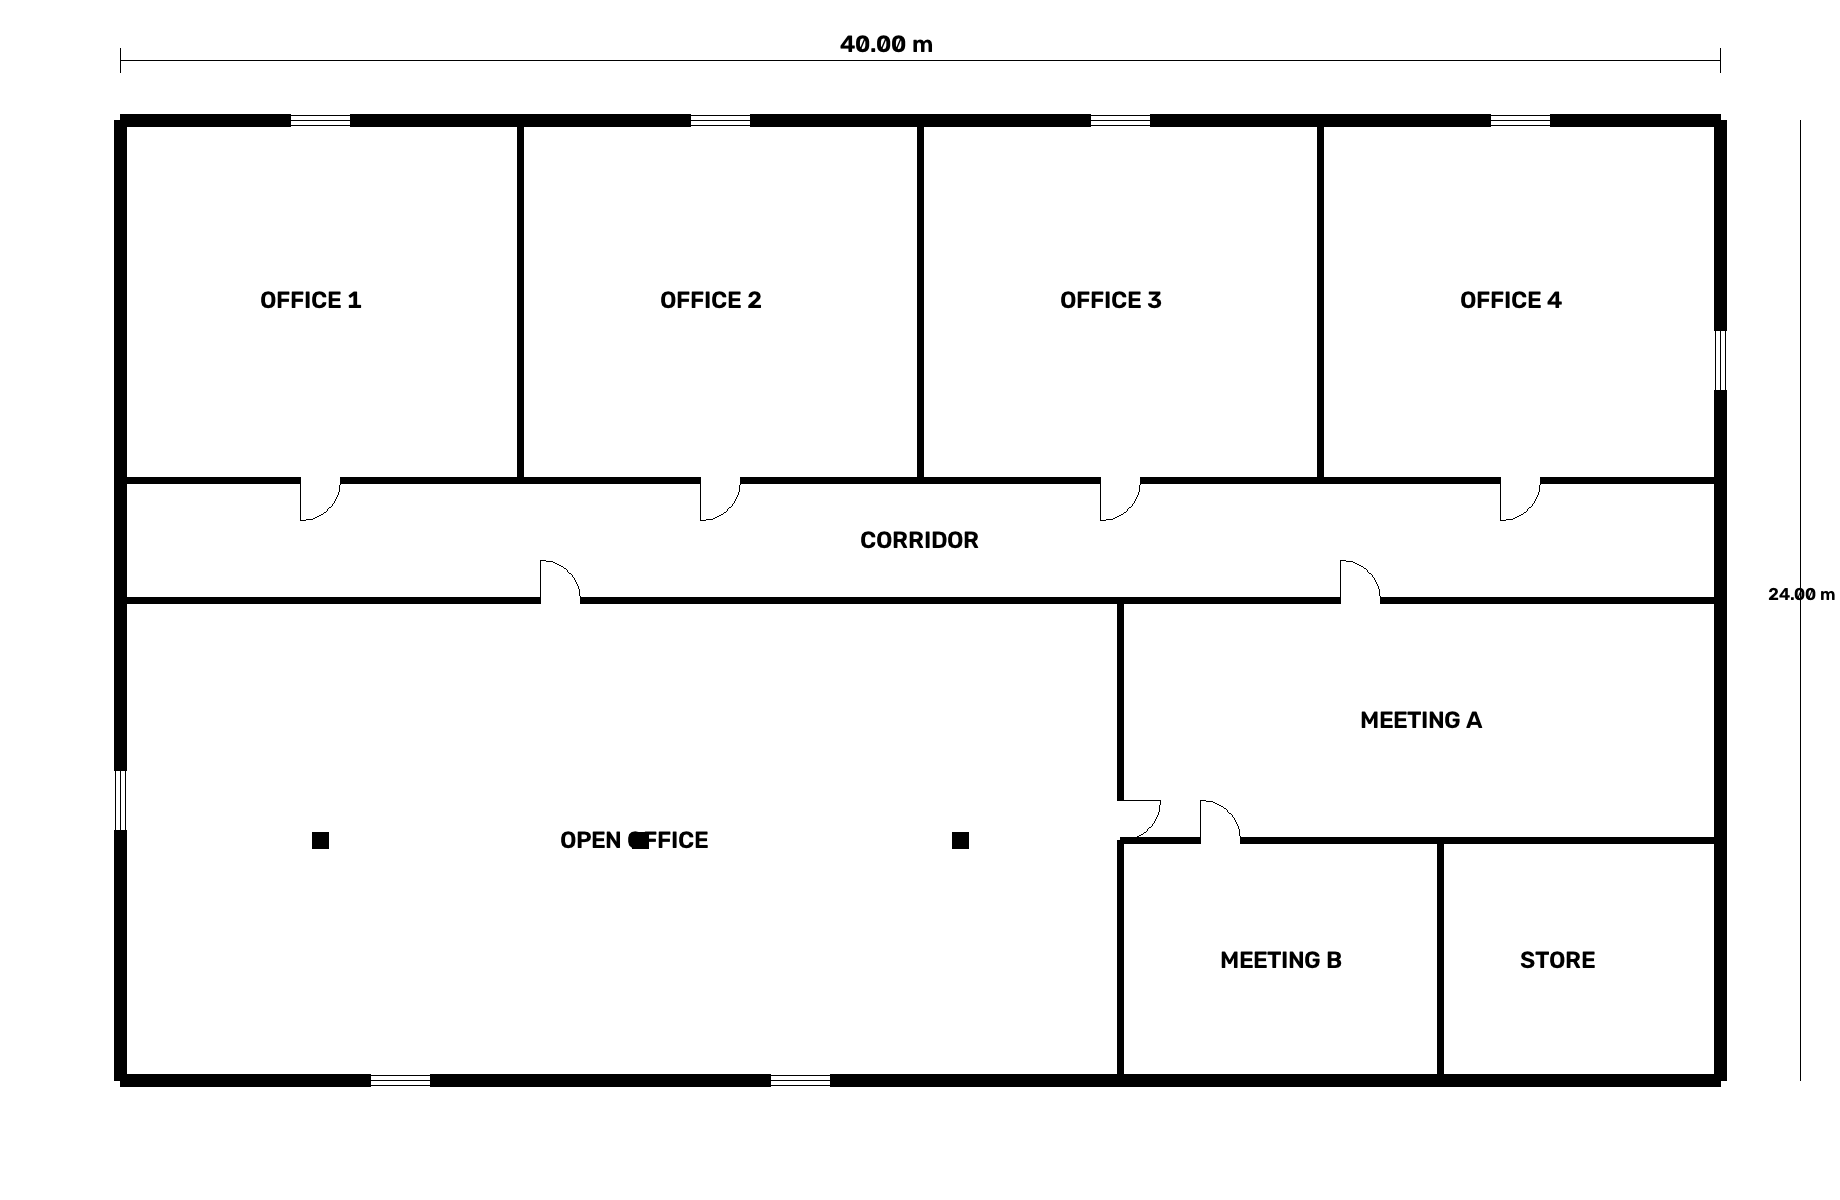 40.00 m
OFFICE 1
OFFICE 2
OFFICE 3
OFFICE 4
CORRIDOR
24.00 m
MEETING A
OPEN OFFICE
MEETING B
STORE